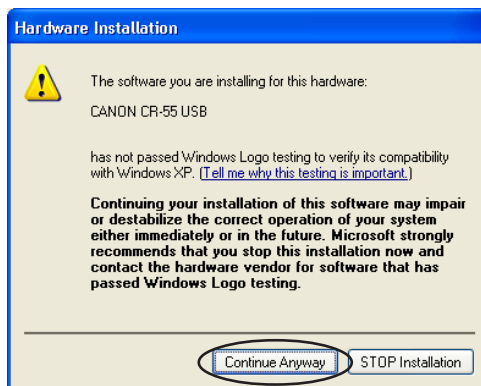 Hardware Installation
The software you are installing for this hardware:
CANON CR-55 USB
has not passed Windows Logo testing to verify its compatibility
with Windows XP. (Tell me why this testing is important.)
Continuing your installation of this software may impair
or destabilize the correct operation of your system
either immediately or in the future. Microsoft strongly
recommends that you stop this installation now and
contact the hardware vendor for software that has
passed Windows Logo testing.
Continue Anyway
STOP Installation